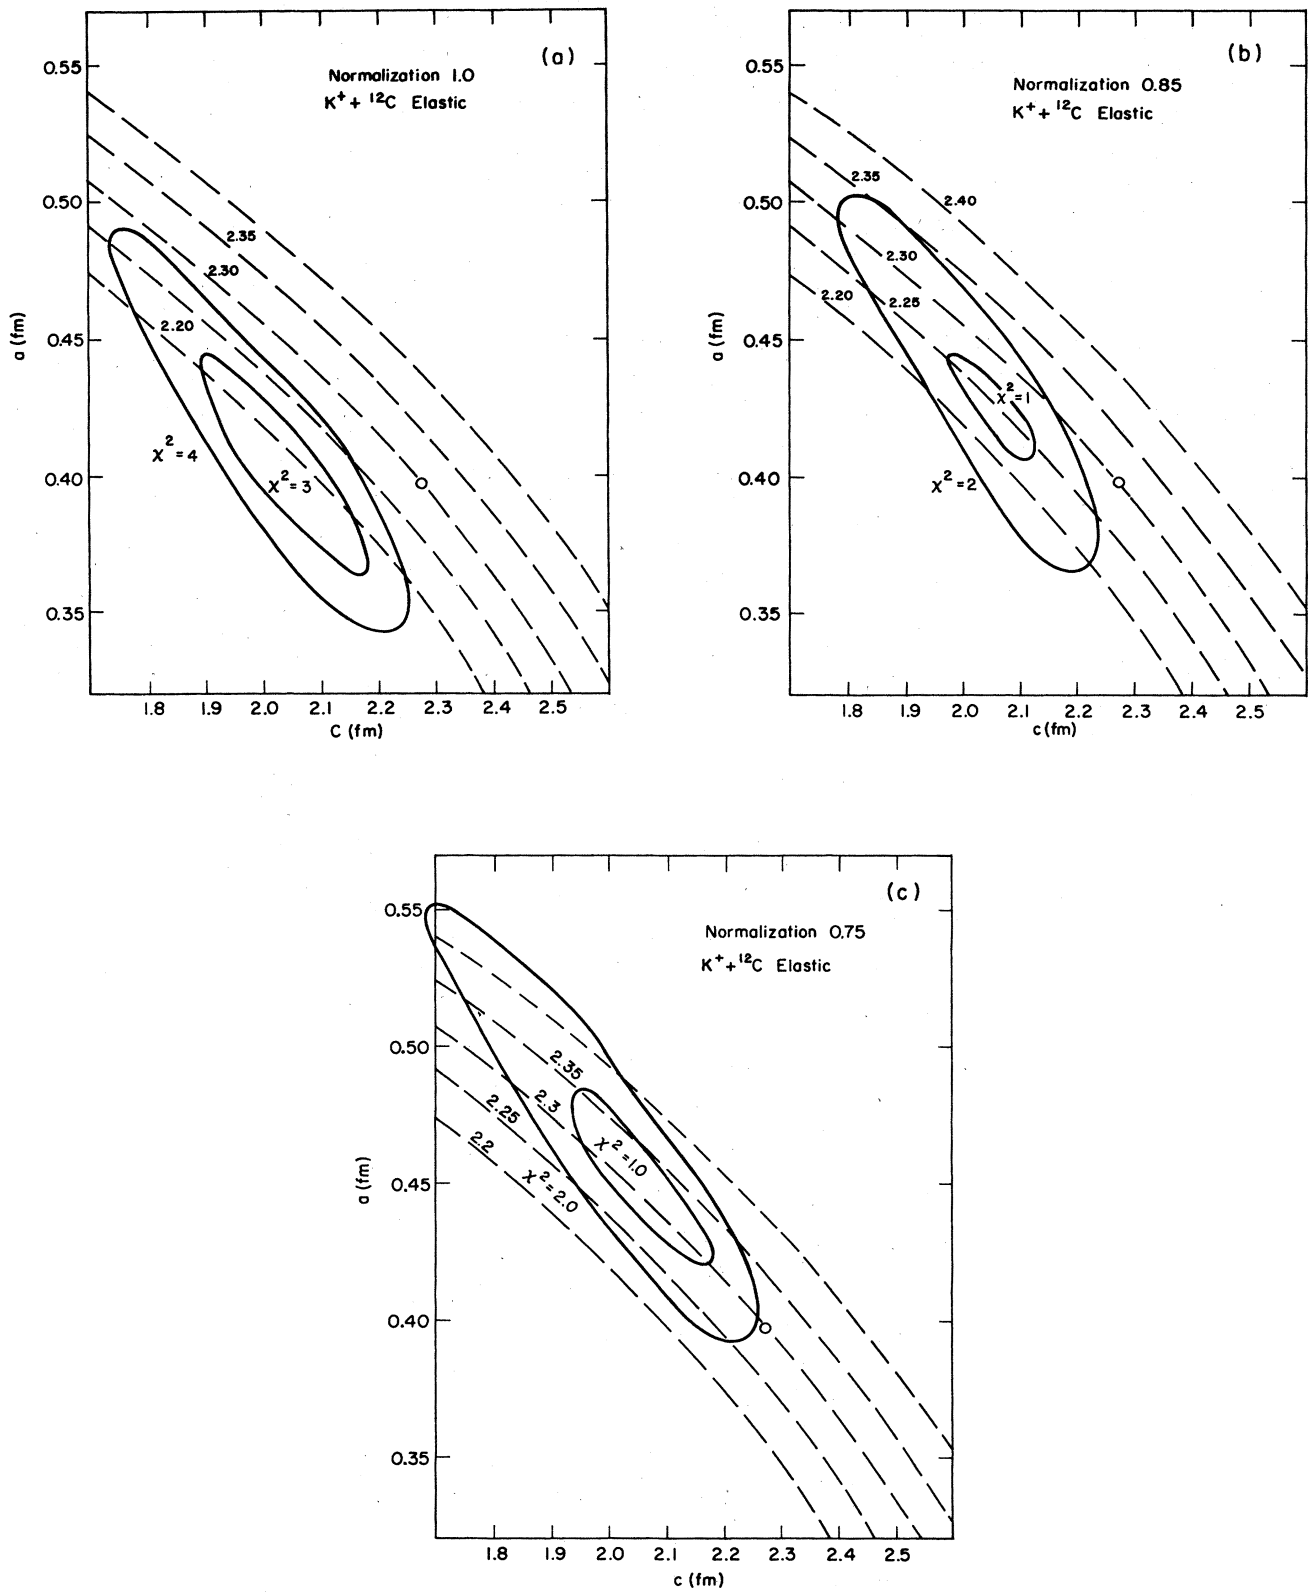 (a)
Normalization 1.0
K⁺ + ¹²C Elastic
a (fm)
0.55
0.50
0.45
0.40
0.35
2.35
2.30
2.20
χ² = 4
χ² = 3
1.8 1.9 2.0 2.1 2.2 2.3 2.4 2.5
C (fm)
(b)
Normalization 0.85
K⁺ + ¹²C Elastic
a (fm)
0.55
0.50
0.45
0.40
0.35
2.35
2.40
2.30
2.20
2.25
χ² = 1
χ² = 2
1.8 1.9 2.0 2.1 2.2 2.3 2.4 2.5
c (fm)
(c)
Normalization 0.75
K⁺ + ¹²C Elastic
a (fm)
0.55
0.50
0.45
0.40
0.35
2.35
2.3
2.25
2.2
χ² = 1.0
χ² = 2.0
1.8 1.9 2.0 2.1 2.2 2.3 2.4 2.5
c (fm)